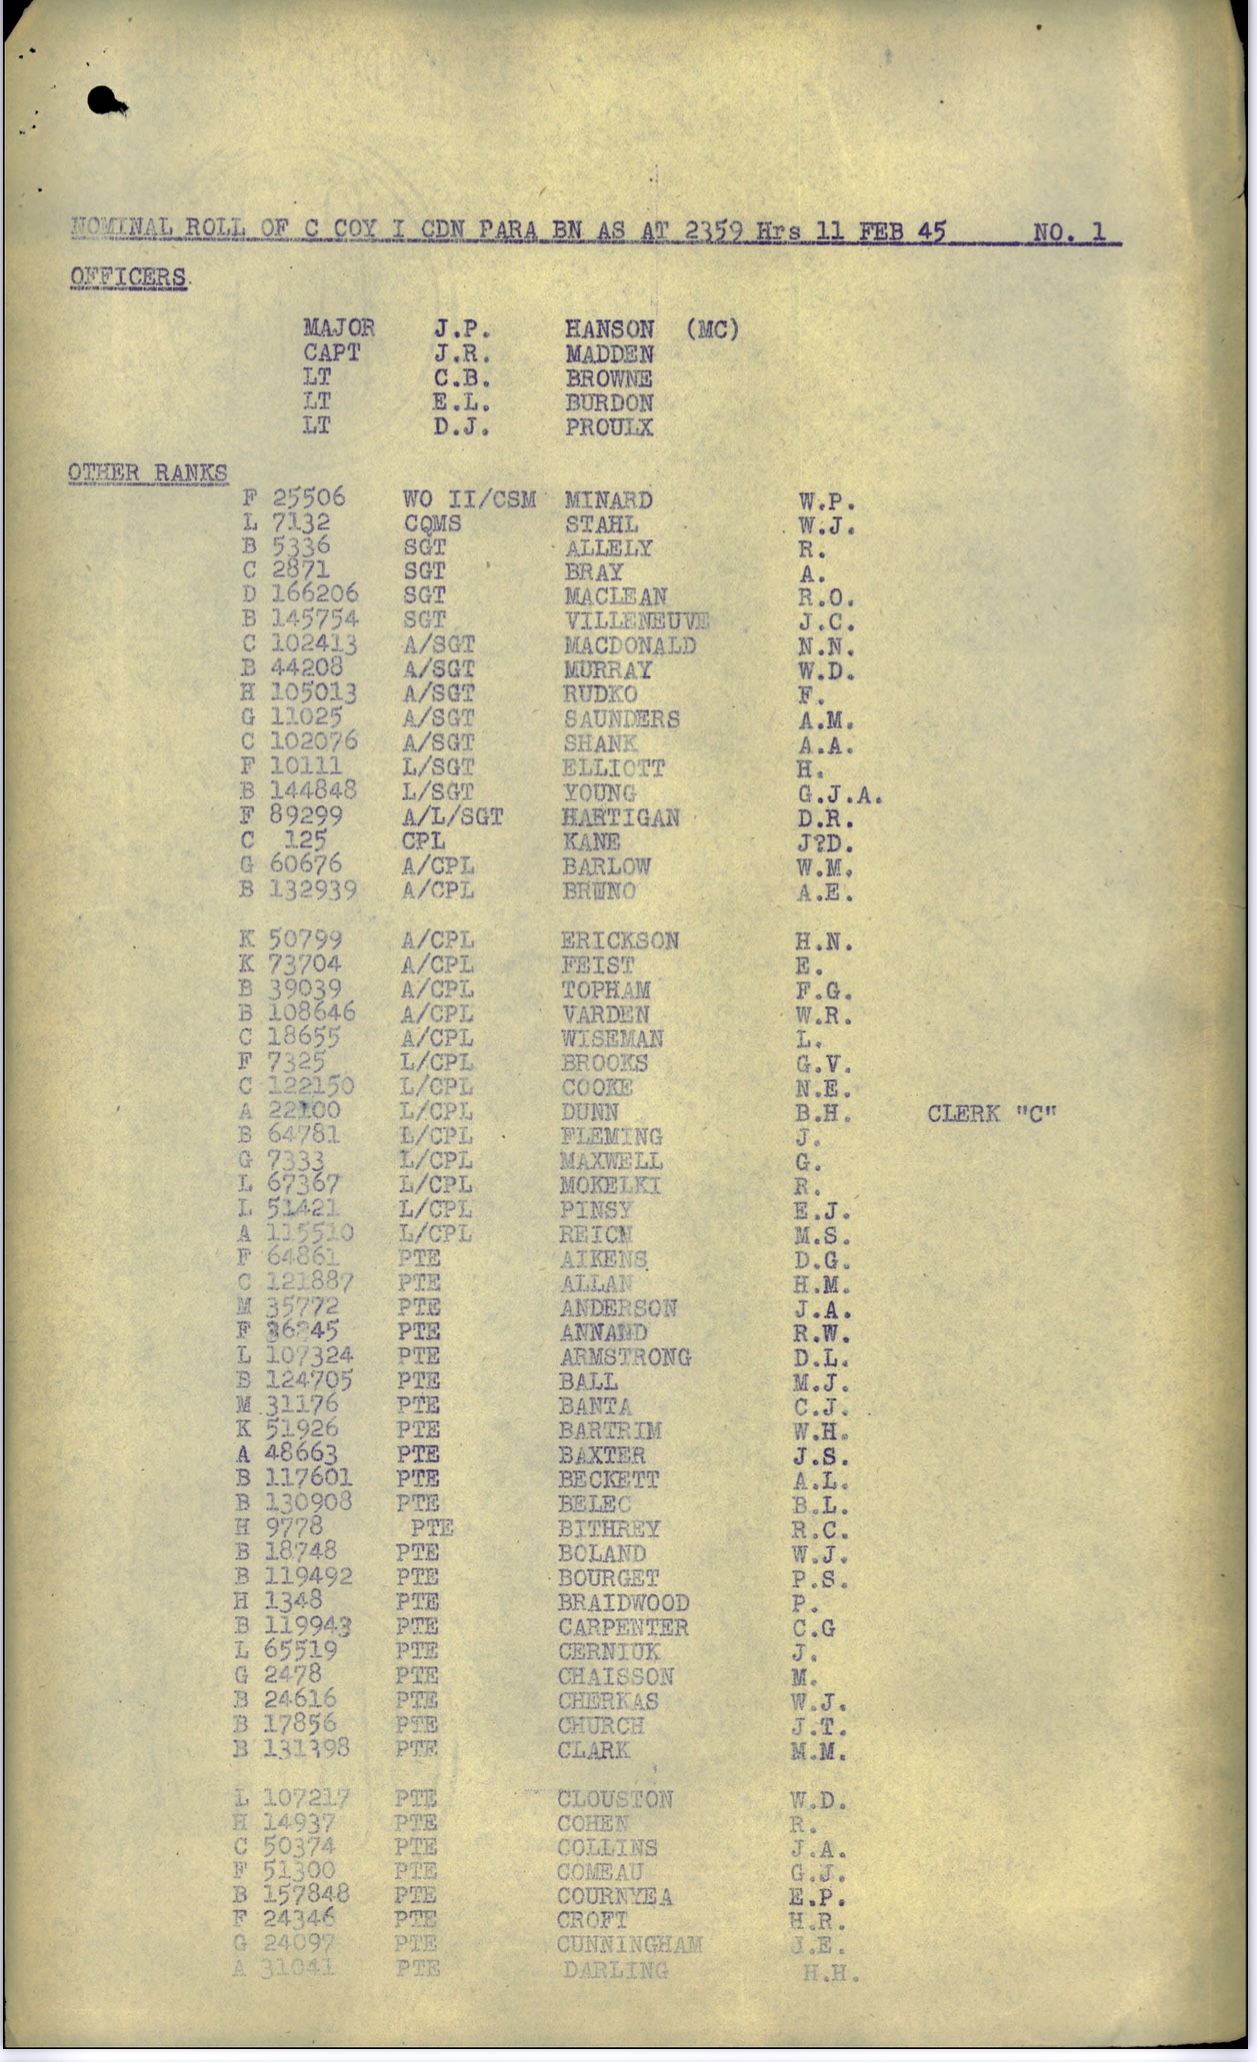 NOMINAL ROLL OF C COY I CDN PARA BN AS AT 2359 Hrs 11 FEB 45 NO. 1
OFFICERS.
MAJOR J.P. HANSON (MC)
CAPT J.R. MADDEN
LT C.B. BROWNE
LT E.L. BURDON
LT D.J. PROULX
OTHER RANKS
F 25506 WO II/CSM MINARD W.P.
L 7132 CQMS STAHL W.J.
B 5336 SGT ALLELY R.
C 2871 SGT BRAY A.
D 166206 SGT MACLEAN R.O.
B 145754 SGT VILLENEUVE J.C.
C 102413 A/SGT MACDONALD N.N.
B 44208 A/SGT MURRAY W.D.
H 105013 A/SGT RUDKO F.
G 11025 A/SGT SAUNDERS A.M.
C 102076 A/SGT SHANK A.A.
F 10111 L/SGT ELLIOTT H.
B 144848 L/SGT YOUNG G.J.A.
F 89299 A/L/SGT HARTIGAN D.R.
C 125 CPL KANE J?D.
G 60676 A/CPL BARLOW W.M.
B 132939 A/CPL A.E.
K 50799 A/CPL ERICKSON H.N.
K 73704 A/CPL FEIST E.
B 39039 A/CPL TOPHAM F.G.
B 108646 A/CPL VARDEN W.R.
C 18655 A/CPL WISEMAN L.
F 7325 L/CPL BROOKS G.V.
C 122150 L/CPL COOKE N.E.
A 22100 L/CPL DUNN B.H. CLERK "C"
B 64781 L/CPL FLEMING J.
G 7333 L/CPL MAXWELL G.
L 67367 L/CPL MOKELKI R.
L 51421 L/CPL PINSY E.J.
A 115510 L/CPL M.S.
F 64861 PTE AIKENS D.G.
C 121887 PTE ALLAN H.M.
M 35772 PTE ANDERSON J.A.
F PTE ANNAND R.W.
L 107324 PTE ARMSTRONG D.L.
B 124705 PTE BALL M.J.
M 31176 PTE BANTA C.J.
K 51926 PTE BARTRIM W.H.
A 48663 PTE BAXTER J.S.
B 117601 PTE BECKETT A.L.
B 130908 PTE BELEC B.L.
H 9778 PTE BITHREY R.C.
B 18748 PTE BOLAND W.J.
B 119492 PTE BOURGET P.S.
H 1348 PTE BRAIDWOOD P.
B 119943 PTE CARPENTER C.G
L 65519 PTE CERNIUK J.
G 2478 PTE CHAISSON M.
B 24616 PTE CHERKAS W.J.
B 17856 PTE CHURCH J.T.
B 131398 PTE CLARK M.M.
L 107217 PTE CLOUSTON W.D.
H 14937 PTE COHEN R.
C 50374 PTE COLLINS J.A.
F 51300 PTE COMEAU G.J.
B 157848 PTE COURNYEA E.P.
F 24346 PTE CROFT H.R.
G 24097 PTE CUNNINGHAM J.E.
A 31041 PTE DARLING H.H.